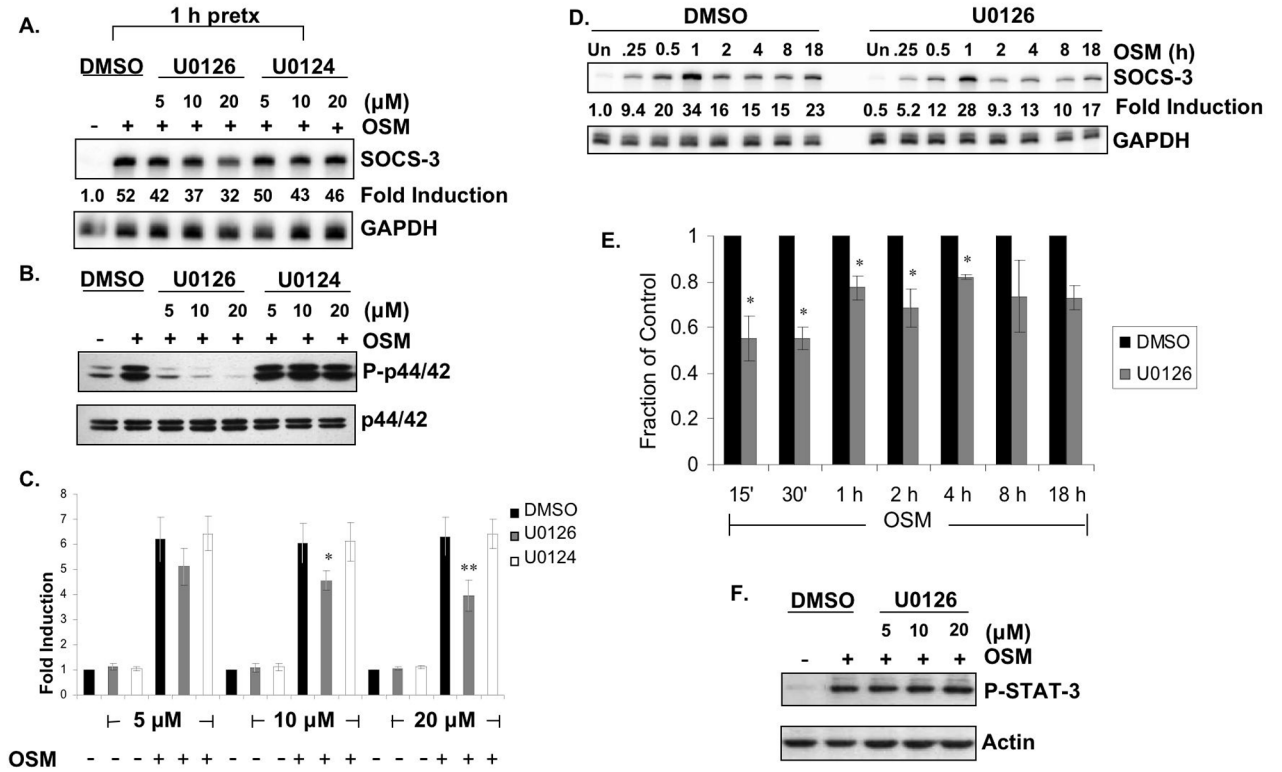 A.
1 h pretx
DMSO U0126 U0124
5 10 20 5 10 20 (µM)
- + + + + + + + OSM
SOCS-3
1.0 52 42 37 32 50 43 46 Fold Induction
GAPDH
B.
DMSO U0126 U0124
5 10 20 5 10 20 (µM)
- + + + + + + + OSM
P-p44/42
p44/42
C.
Fold Induction
8
7
6
5
4
3
2
1
0
* **
DMSO
U0126
U0124
5 µM 10 µM 20 µM
OSM - - - + + + - - - + + + - - - + + +
D.
DMSO U0126
Un .25 0.5 1 2 4 8 18 Un .25 0.5 1 2 4 8 18 OSM (h)
SOCS-3
1.0 9.4 20 34 16 15 15 23 0.5 5.2 12 28 9.3 13 10 17 Fold Induction
GAPDH
E.
Fraction of Control
1
0.8
0.6
0.4
0.2
0
* * * * *
DMSO
U0126
15' 30' 1 h 2 h 4 h 8 h 18 h
OSM
F.
DMSO U0126
5 10 20 (µM)
- + + + + OSM
P-STAT-3
Actin